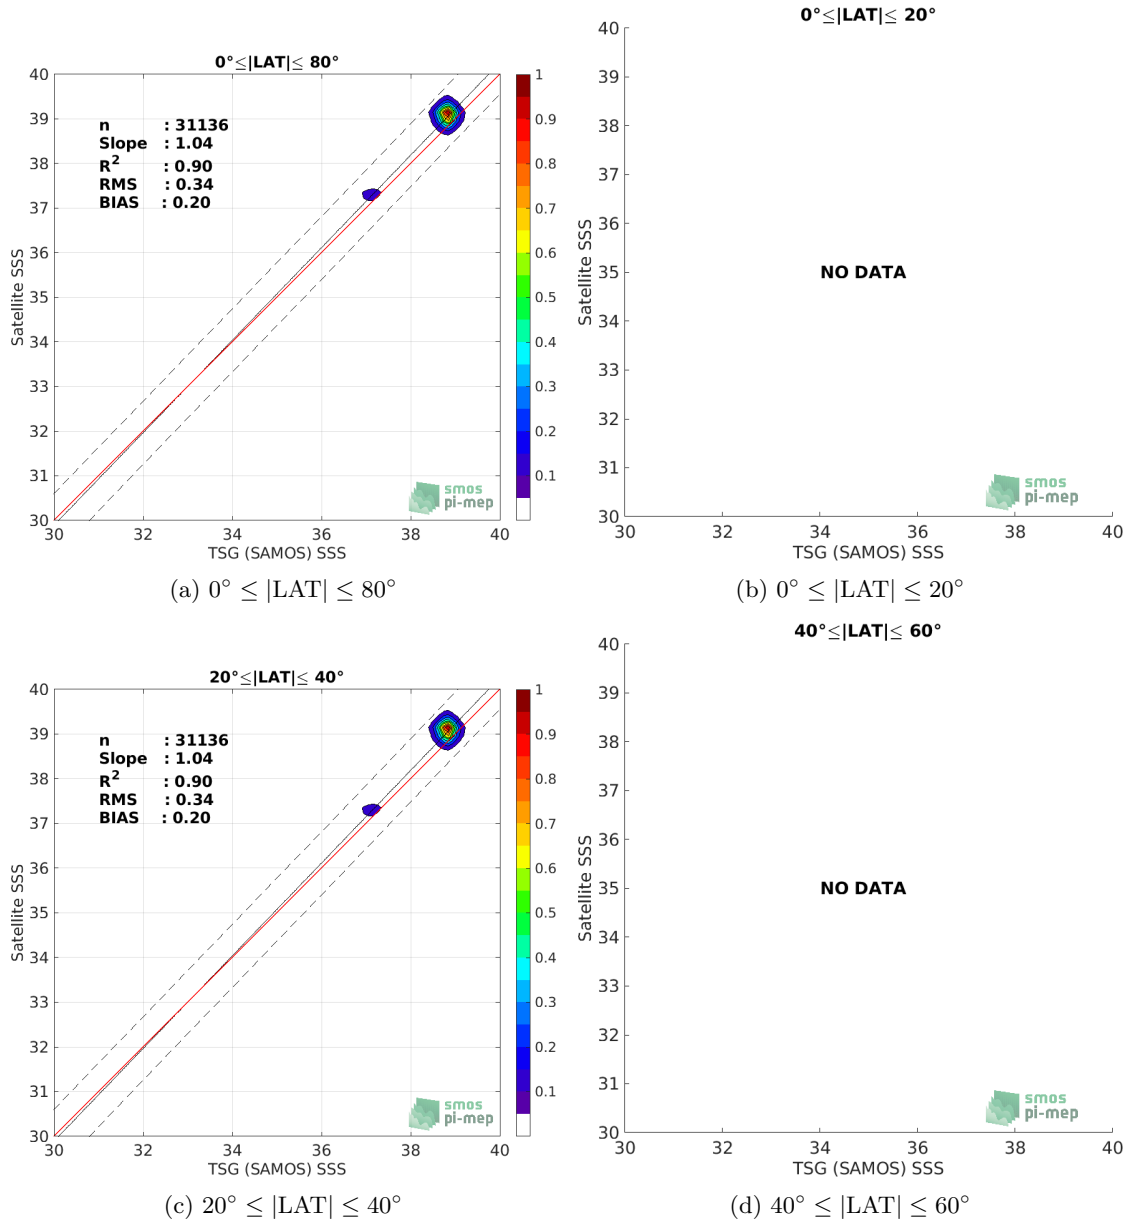 0°≤|LAT|≤ 80°
40
39
38
37
36
35
34
33
32
31
30
30 32 34 36 38 40
Satellite SSS
TSG (SAMOS) SSS
n : 31136
Slope : 1.04
R² : 0.90
RMS : 0.34
BIAS : 0.20
smos
pi-mep
1
0.9
0.8
0.7
0.6
0.5
0.4
0.3
0.2
0.1
(a) 0° ≤ |LAT| ≤ 80°
0°≤|LAT|≤ 20°
40
39
38
37
36
35
34
33
32
31
30
30 32 34 36 38 40
Satellite SSS
TSG (SAMOS) SSS
NO DATA
smos
pi-mep
(b) 0° ≤ |LAT| ≤ 20°
20°≤|LAT|≤ 40°
40
39
38
37
36
35
34
33
32
31
30
30 32 34 36 38 40
Satellite SSS
TSG (SAMOS) SSS
n : 31136
Slope : 1.04
R² : 0.90
RMS : 0.34
BIAS : 0.20
smos
pi-mep
1
0.9
0.8
0.7
0.6
0.5
0.4
0.3
0.2
0.1
(c) 20° ≤ |LAT| ≤ 40°
40°≤|LAT|≤ 60°
40
39
38
37
36
35
34
33
32
31
30
30 32 34 36 38 40
Satellite SSS
TSG (SAMOS) SSS
NO DATA
smos
pi-mep
(d) 40° ≤ |LAT| ≤ 60°